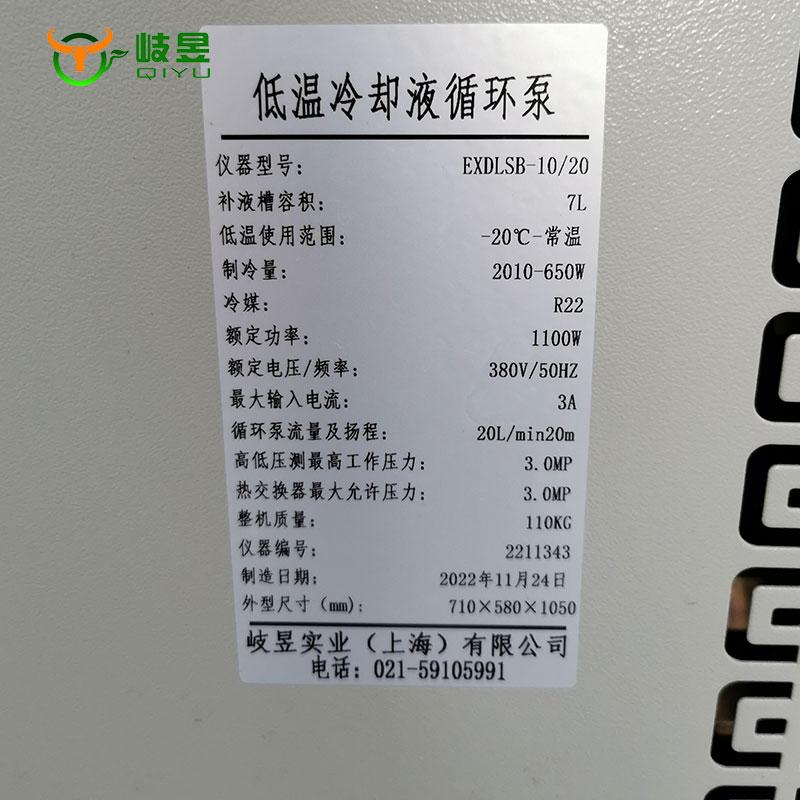 岐昱
QIYU
低温冷却液循环泵
仪器型号: EXDLSB-10/20
补液槽容积: 7L
低温使用范围: -20℃-常温
制冷量: 2010-650W
冷媒: R22
额定功率: 1100W
额定电压/频率: 380V/50HZ
最大输入电流: 3A
循环泵流量及扬程: 20L/min20m
高低压测最高工作压力: 3.0MP
热交换器最大允许压力: 3.0MP
整机质量: 110KG
仪器编号: 2211343
制造日期: 2022年11月24日
外型尺寸(mm): 710×580×1050
岐昱实业(上海)有限公司
电话: 021-59105991